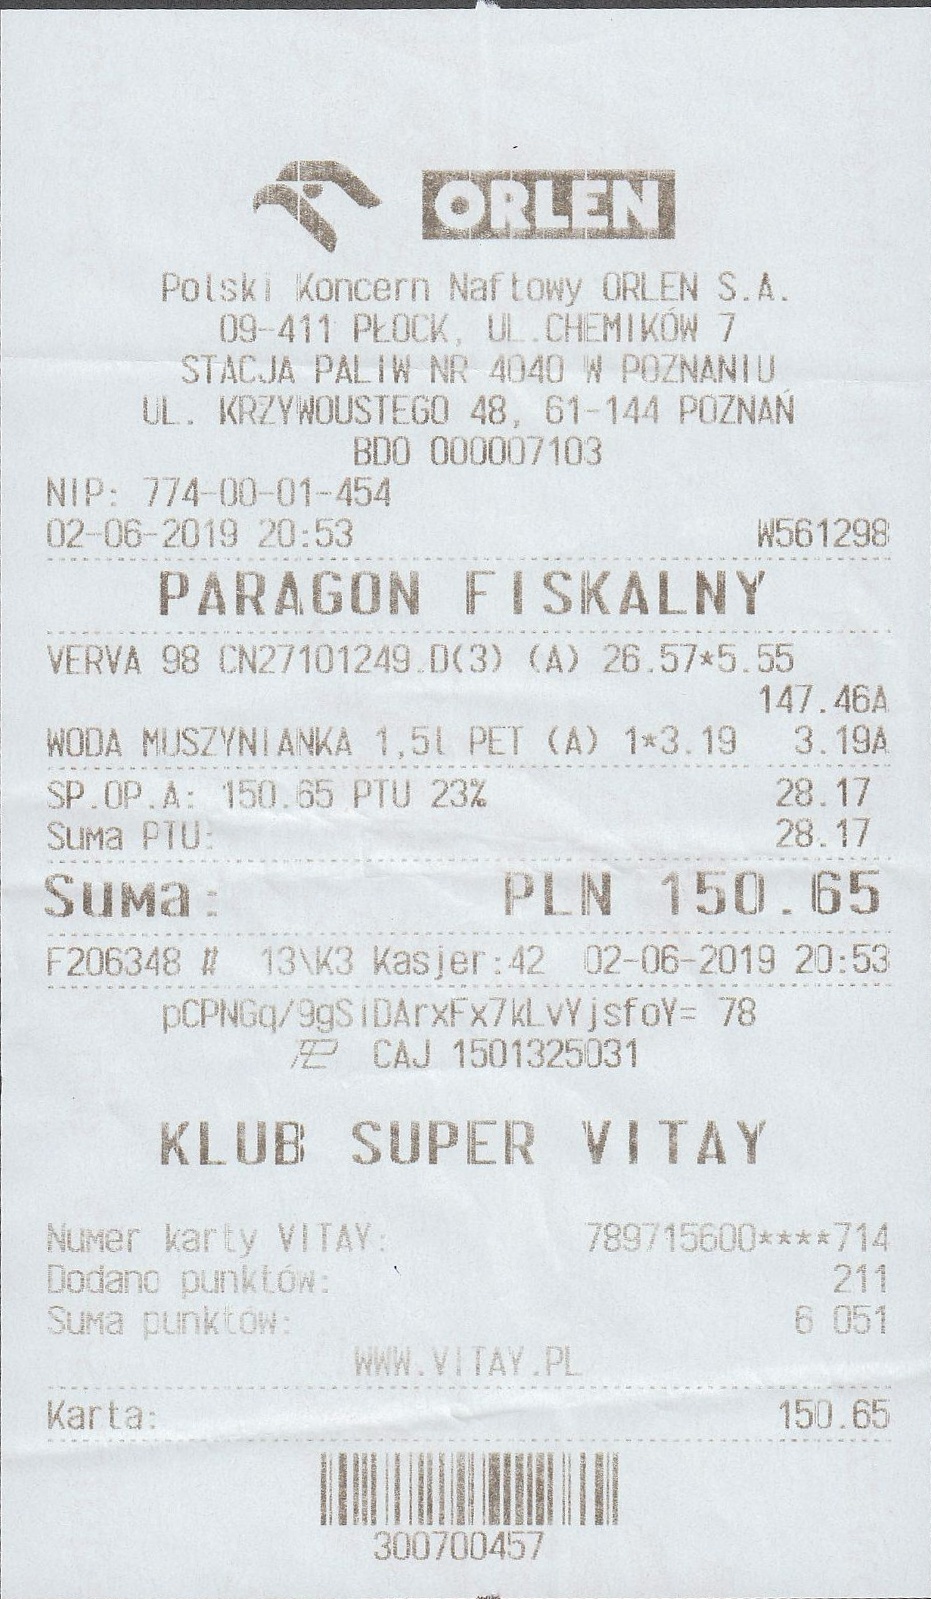 ORLEN
Polski Koncern Naftowy ORLEN S.A.
09-411 PŁOCK, UL.CHEMIKÓW 7
STACJA PALIW NR 4040 W POZNANIU
UL. KRZYWOUSTEGO 48, 61-144 POZNAŃ
BDO 000007103
NIP: 774-00-01-454
02-06-2019 20:53 W561298
PARAGON FISKALNY
VERVA 98 CN27101249.D(3) (A) 26.57*5.55
147.46A
WODA MUSZYNIANKA 1,5l PET (A) 1*3.19 3.19A
SP.OP.A: 150.65 PTU 23% 28.17
Suma PTU: 28.17
Suma: PLN 150.65
F206348 # 13\K3 Kasjer:42 02-06-2019 20:53
pCPNGq/9gSiDArxFx7kLvYjsfoY= 78
CAJ 1501325031
KLUB SUPER VITAY
Numer karty VITAY: 789715600****714
Dodano punktów: 211
Suma punktów: 6 051
WWW.VITAY.PL
Karta: 150.65
300700457